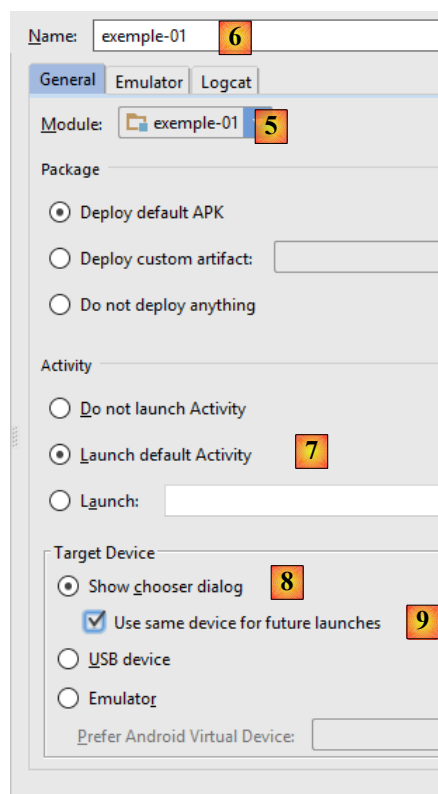 Name: exemple-01 6
General Emulator Logcat
Module: exemple-01 5
Package
Deploy default APK
Deploy custom artifact:
Do not deploy anything
Activity
Do not launch Activity
Launch default Activity 7
Launch:
Target Device
Show chooser dialog 8
Use same device for future launches 9
USB device
Emulator
Prefer Android Virtual Device: